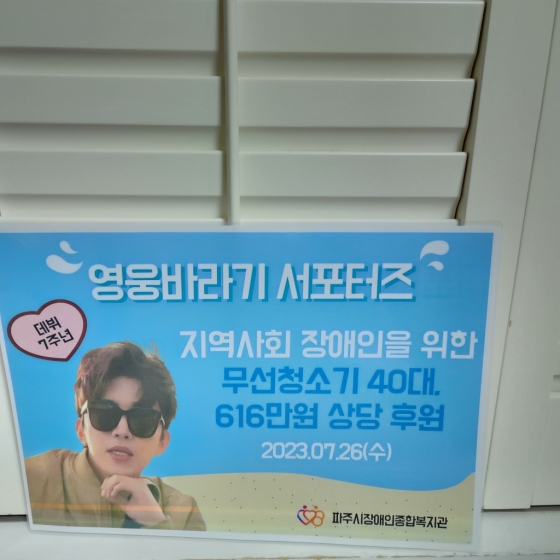 영웅바라기 서포터즈
데뷔
7주년
지역사회 장애인을 위한
무선청소기 40대,
616만원 상당 후원
2023.07.26(수)
파주시장애인종합복지관